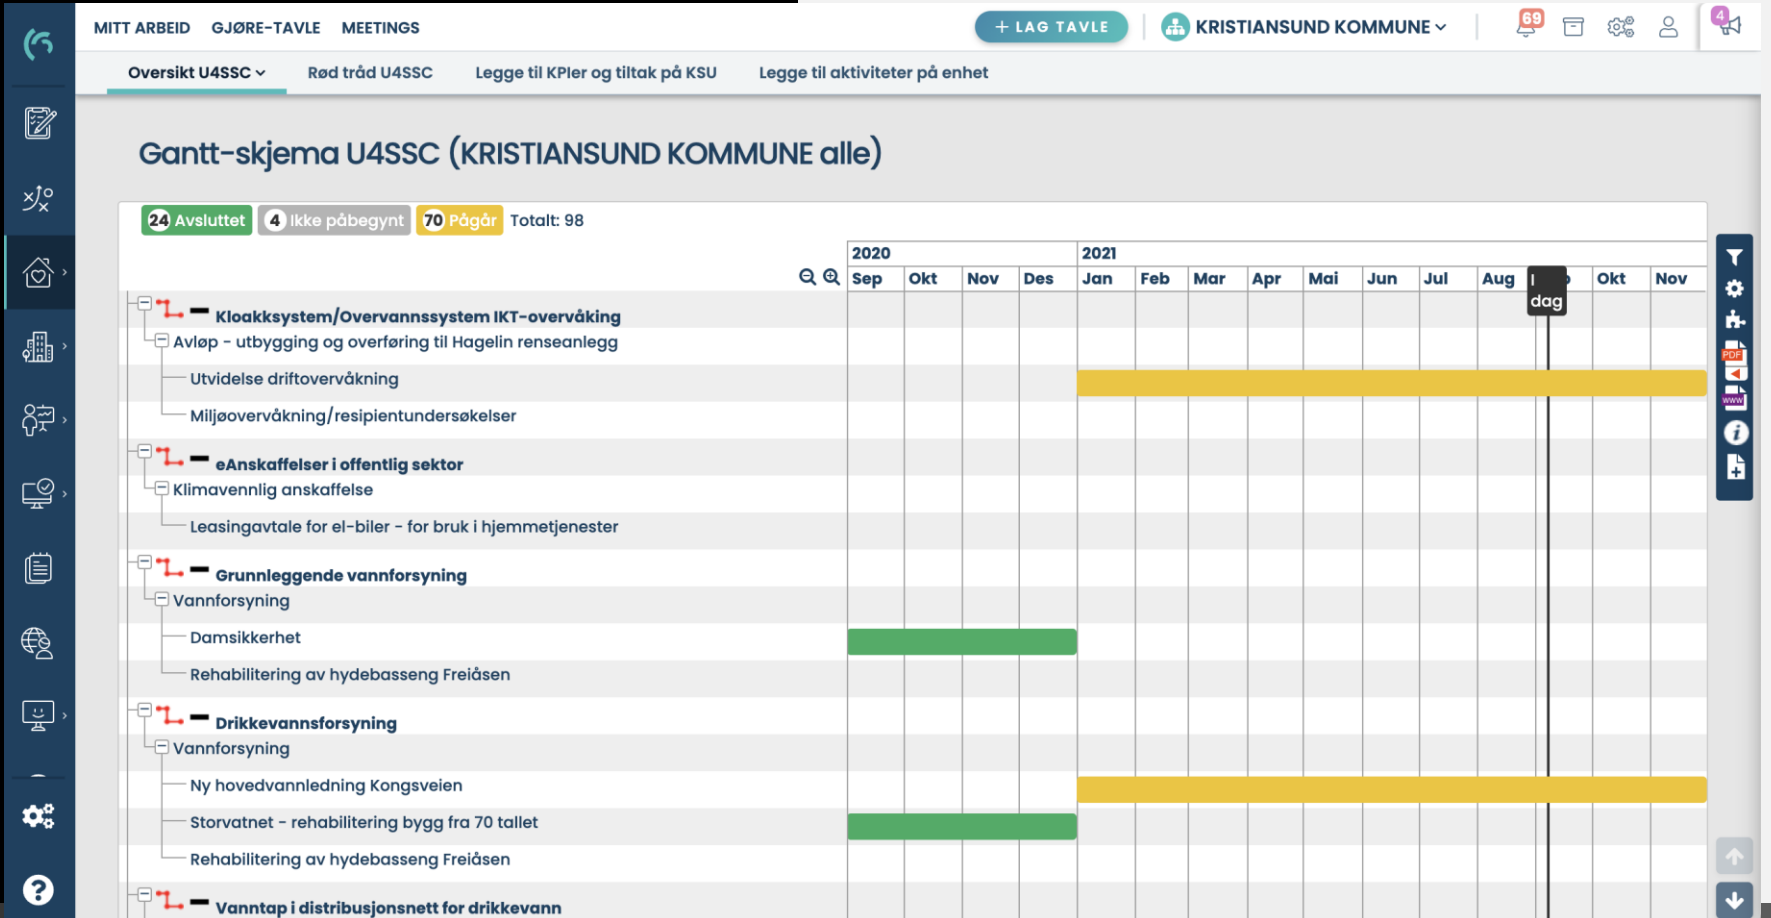 MITT ARBEID GJØRE-TAVLE MEETINGS + LAG TAVLE KRISTIANSUND KOMMUNE 69 4
Oversikt U4SSC Rød tråd U4SSC Legge til KPIer og tiltak på KSU Legge til aktiviteter på enhet
Gantt-skjema U4SSC (KRISTIANSUND KOMMUNE alle)
24 Avsluttet 4 Ikke påbegynt 70 Pågår Totalt: 98
2020 2021
Sep Okt Nov Des Jan Feb Mar Apr Mai Jun Jul Aug Okt Nov
I dag
Kloakksystem/Overvannssystem IKT-overvåking
Avløp - utbygging og overføring til Hagelin renseanlegg
PDF
Utvidelse driftovervåkning
www
Miljøovervåkning/resipientundersøkelser
i
eAnskaffelser i offentlig sektor
Klimavennlig anskaffelse
Leasingavtale for el-biler - for bruk i hjemmetjenester
Grunnleggende vannforsyning
Vannforsyning
Damsikkerhet
Rehabilitering av hydebasseng Freiåsen
Drikkevannsforsyning
Vannforsyning
Ny hovedvannledning Kongsveien
Storvatnet - rehabilitering bygg fra 70 tallet
Rehabilitering av hydebasseng Freiåsen
?
Vanntap i distribusjonsnett for drikkevann